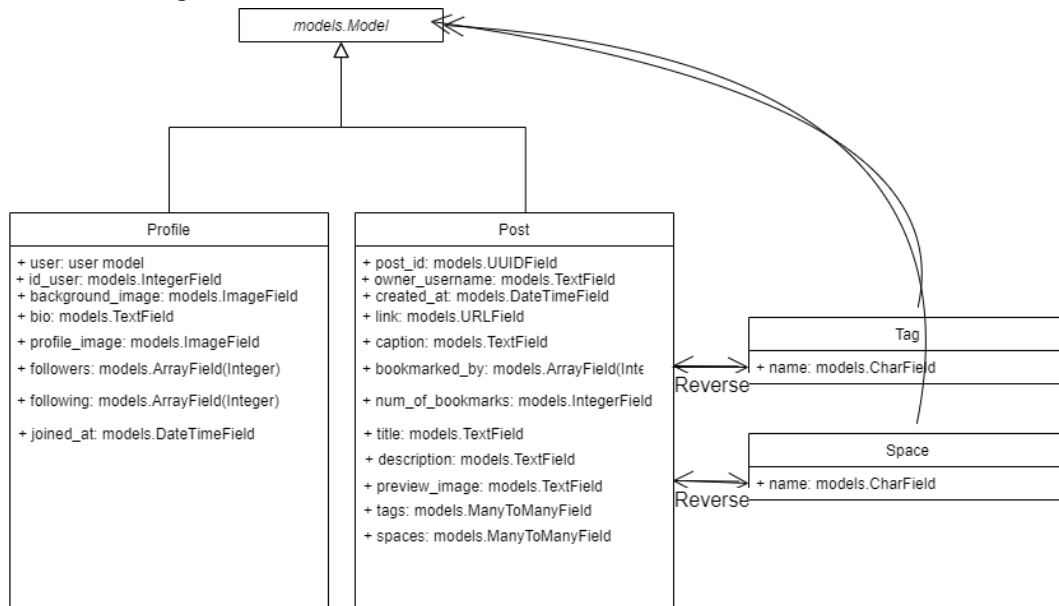 models.Model
Profile
+ user: user model
+ id_user: models.IntegerField
+ background_image: models.ImageField
+ bio: models.TextField
+ profile_image: models.ImageField
+ followers: models.ArrayField(Integer)
+ following: models.ArrayField(Integer)
+ joined_at: models.DateTimeField
Post
+ post_id: models.UUIDField
+ owner_username: models.TextField
+ created_at: models.DateTimeField
+ link: models.URLField
+ caption: models.TextField
+ bookmarked_by: models.ArrayField(Inte
+ num_of_bookmarks: models.IntegerField
+ title: models.TextField
+ description: models.TextField
+ preview_image: models.TextField
+ tags: models.ManyToManyField
+ spaces: models.ManyToManyField
Reverse
Reverse
Tag
+ name: models.CharField
Space
+ name: models.CharField